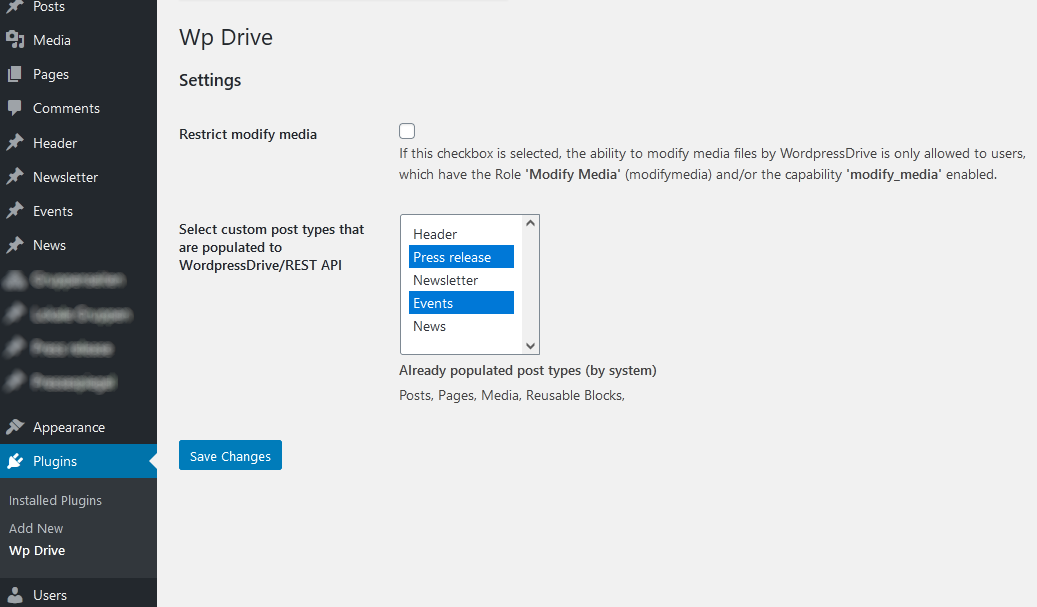 Posts
Media
Pages
Comments
Header
Newsletter
Events
News
Appearance
Plugins
Installed Plugins
Add New
Wp Drive
Users
Wp Drive
Settings
Restrict modify media
If this checkbox is selected, the ability to modify media files by WordpressDrive is only allowed to users,
which have the Role 'Modify Media' (modifymedia) and/or the capability 'modify_media' enabled.
Select custom post types that
are populated to
WordpressDrive/REST API
Header
Press release
Newsletter
Events
News
Already populated post types (by system)
Posts, Pages, Media, Reusable Blocks,
Save Changes